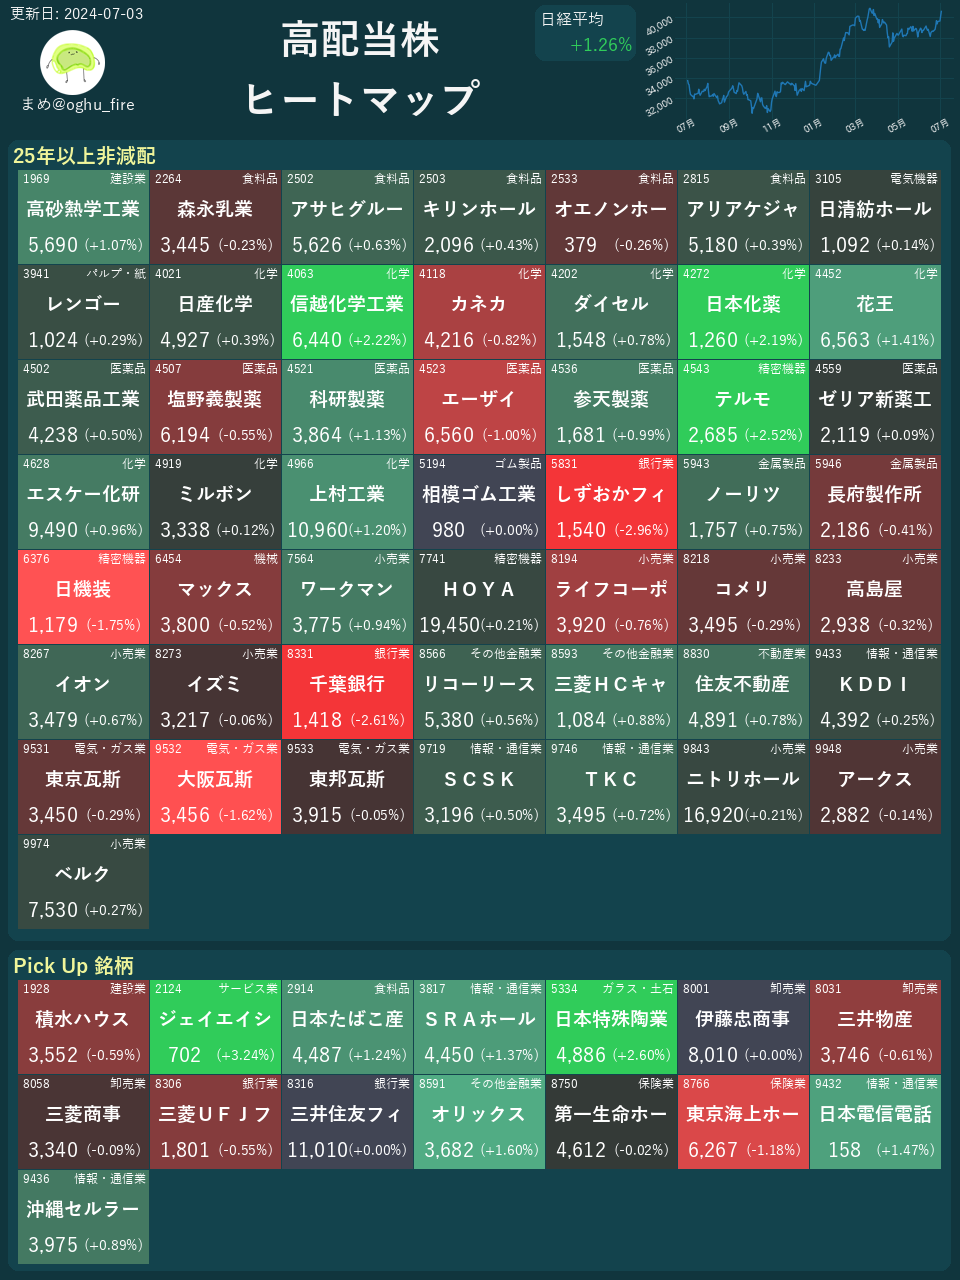 更新日: 2024-07-03
まめ@oghu_fire
高配当株
ヒートマップ
日経平均
+1.26%
40,000
38,000
36,000
34,000
32,000
07月 09月 11月 01月 03月 05月 07月
25年以上非減配
1969 建設業 2264 食料品 2502 食料品 2503 食料品 2533 食料品 2815 食料品 3105 電気機器
高砂熱学工業 森永乳業 アサヒグルー キリンホール オエノンホー アリアケジャ 日清紡ホール
5,690 (+1.07%) 3,445 (-0.23%) 5,626 (+0.63%) 2,096 (+0.43%) 379 (-0.26%) 5,180 (+0.39%) 1,092 (+0.14%)
3941 パルプ・紙 4021 化学 4063 化学 4118 化学 4202 化学 4272 化学 4452 化学
レンゴー 日産化学 信越化学工業 カネカ ダイセル 日本化薬 花王
1,024 (+0.29%) 4,927 (+0.39%) 6,440 (+2.22%) 4,216 (-0.82%) 1,548 (+0.78%) 1,260 (+2.19%) 6,563 (+1.41%)
4502 医薬品 4507 医薬品 4521 医薬品 4523 医薬品 4536 医薬品 4543 精密機器 4559 医薬品
武田薬品工業 塩野義製薬 科研製薬 エーザイ 参天製薬 テルモ ゼリア新薬工
4,238 (+0.50%) 6,194 (-0.55%) 3,864 (+1.13%) 6,560 (-1.00%) 1,681 (+0.99%) 2,685 (+2.52%) 2,119 (+0.09%)
4628 化学 4919 化学 4966 化学 5194 ゴム製品 5831 銀行業 5943 金属製品 5946 金属製品
エスケー化研 ミルボン 上村工業 相模ゴム工業 しずおかフィ ノーリツ 長府製作所
9,490 (+0.96%) 3,338 (+0.12%) 10,960(+1.20%) 980 (+0.00%) 1,540 (-2.96%) 1,757 (+0.75%) 2,186 (-0.41%)
6376 精密機器 6454 機械 7564 小売業 7741 精密機器 8194 小売業 8218 小売業 8233 小売業
日機装 マックス ワークマン ＨＯＹＡ ライフコーポ コメリ 高島屋
1,179 (-1.75%) 3,800 (-0.52%) 3,775 (+0.94%) 19,450(+0.21%) 3,920 (-0.76%) 3,495 (-0.29%) 2,938 (-0.32%)
8267 小売業 8273 小売業 8331 銀行業 8566 その他金融業 8593 その他金融業 8830 不動産業 9433 情報・通信業
イオン イズミ 千葉銀行 リコーリース 三菱ＨＣキャ 住友不動産 ＫＤＤＩ
3,479 (+0.67%) 3,217 (-0.06%) 1,418 (-2.61%) 5,380 (+0.56%) 1,084 (+0.88%) 4,891 (+0.78%) 4,392 (+0.25%)
9531 電気・ガス業 9532 電気・ガス業 9533 電気・ガス業 9719 情報・通信業 9746 情報・通信業 9843 小売業 9948 小売業
東京瓦斯 大阪瓦斯 東邦瓦斯 ＳＣＳＫ ＴＫＣ ニトリホール アークス
3,450 (-0.29%) 3,456 (-1.62%) 3,915 (-0.05%) 3,196 (+0.50%) 3,495 (+0.72%) 16,920(+0.21%) 2,882 (-0.14%)
9974 小売業
ベルク
7,530 (+0.27%)
Pick Up 銘柄
1928 建設業 2124 サービス業 2914 食料品 3817 情報・通信業 5334 ガラス・土石 8001 卸売業 8031 卸売業
積水ハウス ジェイエイシ 日本たばこ産 ＳＲＡホール 日本特殊陶業 伊藤忠商事 三井物産
3,552 (-0.59%) 702 (+3.24%) 4,487 (+1.24%) 4,450 (+1.37%) 4,886 (+2.60%) 8,010 (+0.00%) 3,746 (-0.61%)
8058 卸売業 8306 銀行業 8316 銀行業 8591 その他金融業 8750 保険業 8766 保険業 9432 情報・通信業
三菱商事 三菱ＵＦＪフ 三井住友フィ オリックス 第一生命ホー 東京海上ホー 日本電信電話
3,340 (-0.09%) 1,801 (-0.55%) 11,010(+0.00%) 3,682 (+1.60%) 4,612 (-0.02%) 6,267 (-1.18%) 158 (+1.47%)
9436 情報・通信業
沖縄セルラー
3,975 (+0.89%)